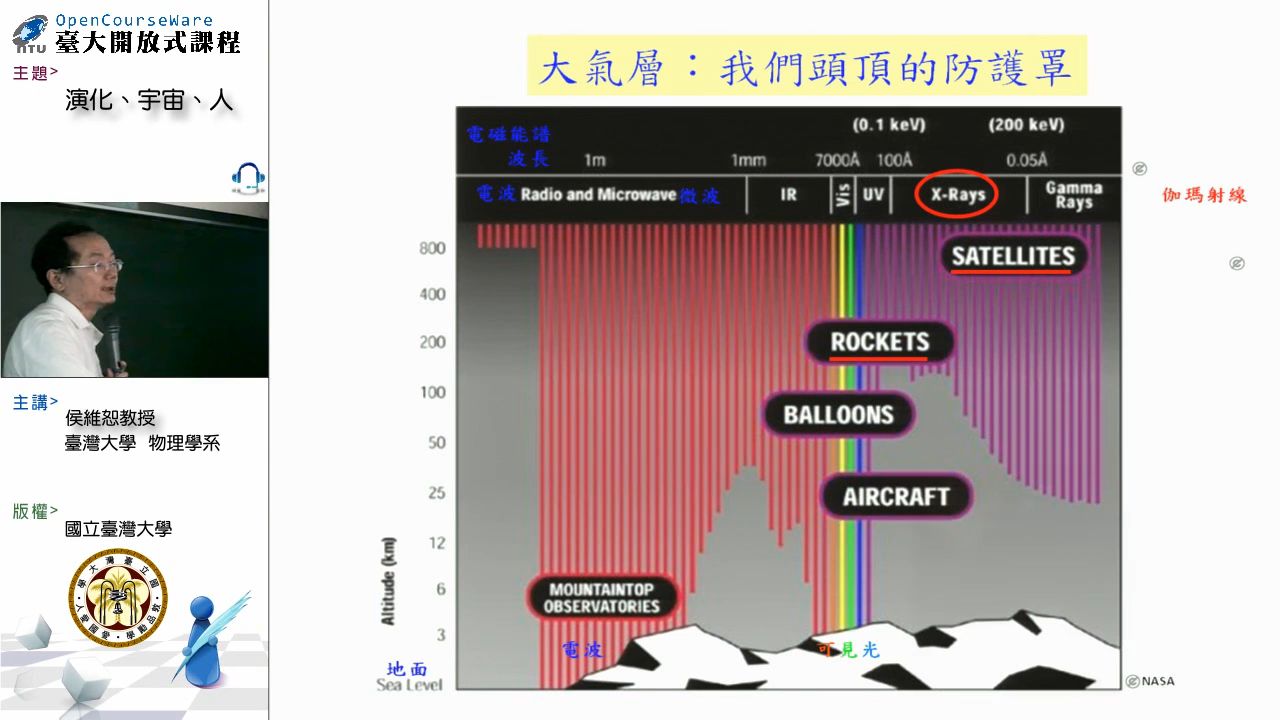 OpenCourseWare
臺大開放式課程
NTU
主題>
演化、宇宙、人
主講>
侯維恕教授
臺灣大學 物理學系
版權>
國立臺灣大學
大氣層：我們頭頂的防護罩
(0.1 keV) (200 keV)
電磁能譜
波長 1m 1mm 7000Å 100Å 0.05Å
電波 Radio and Microwave 微波 IR Vis UV X-Rays Gamma Rays
伽瑪射線
800
400
200
100
50
25
12
6
3
Altitude (km)
SATELLITES
ROCKETS
BALLOONS
AIRCRAFT
MOUNTAINTOP
OBSERVATORIES
電波
可見光
地面
Sea Level
NASA